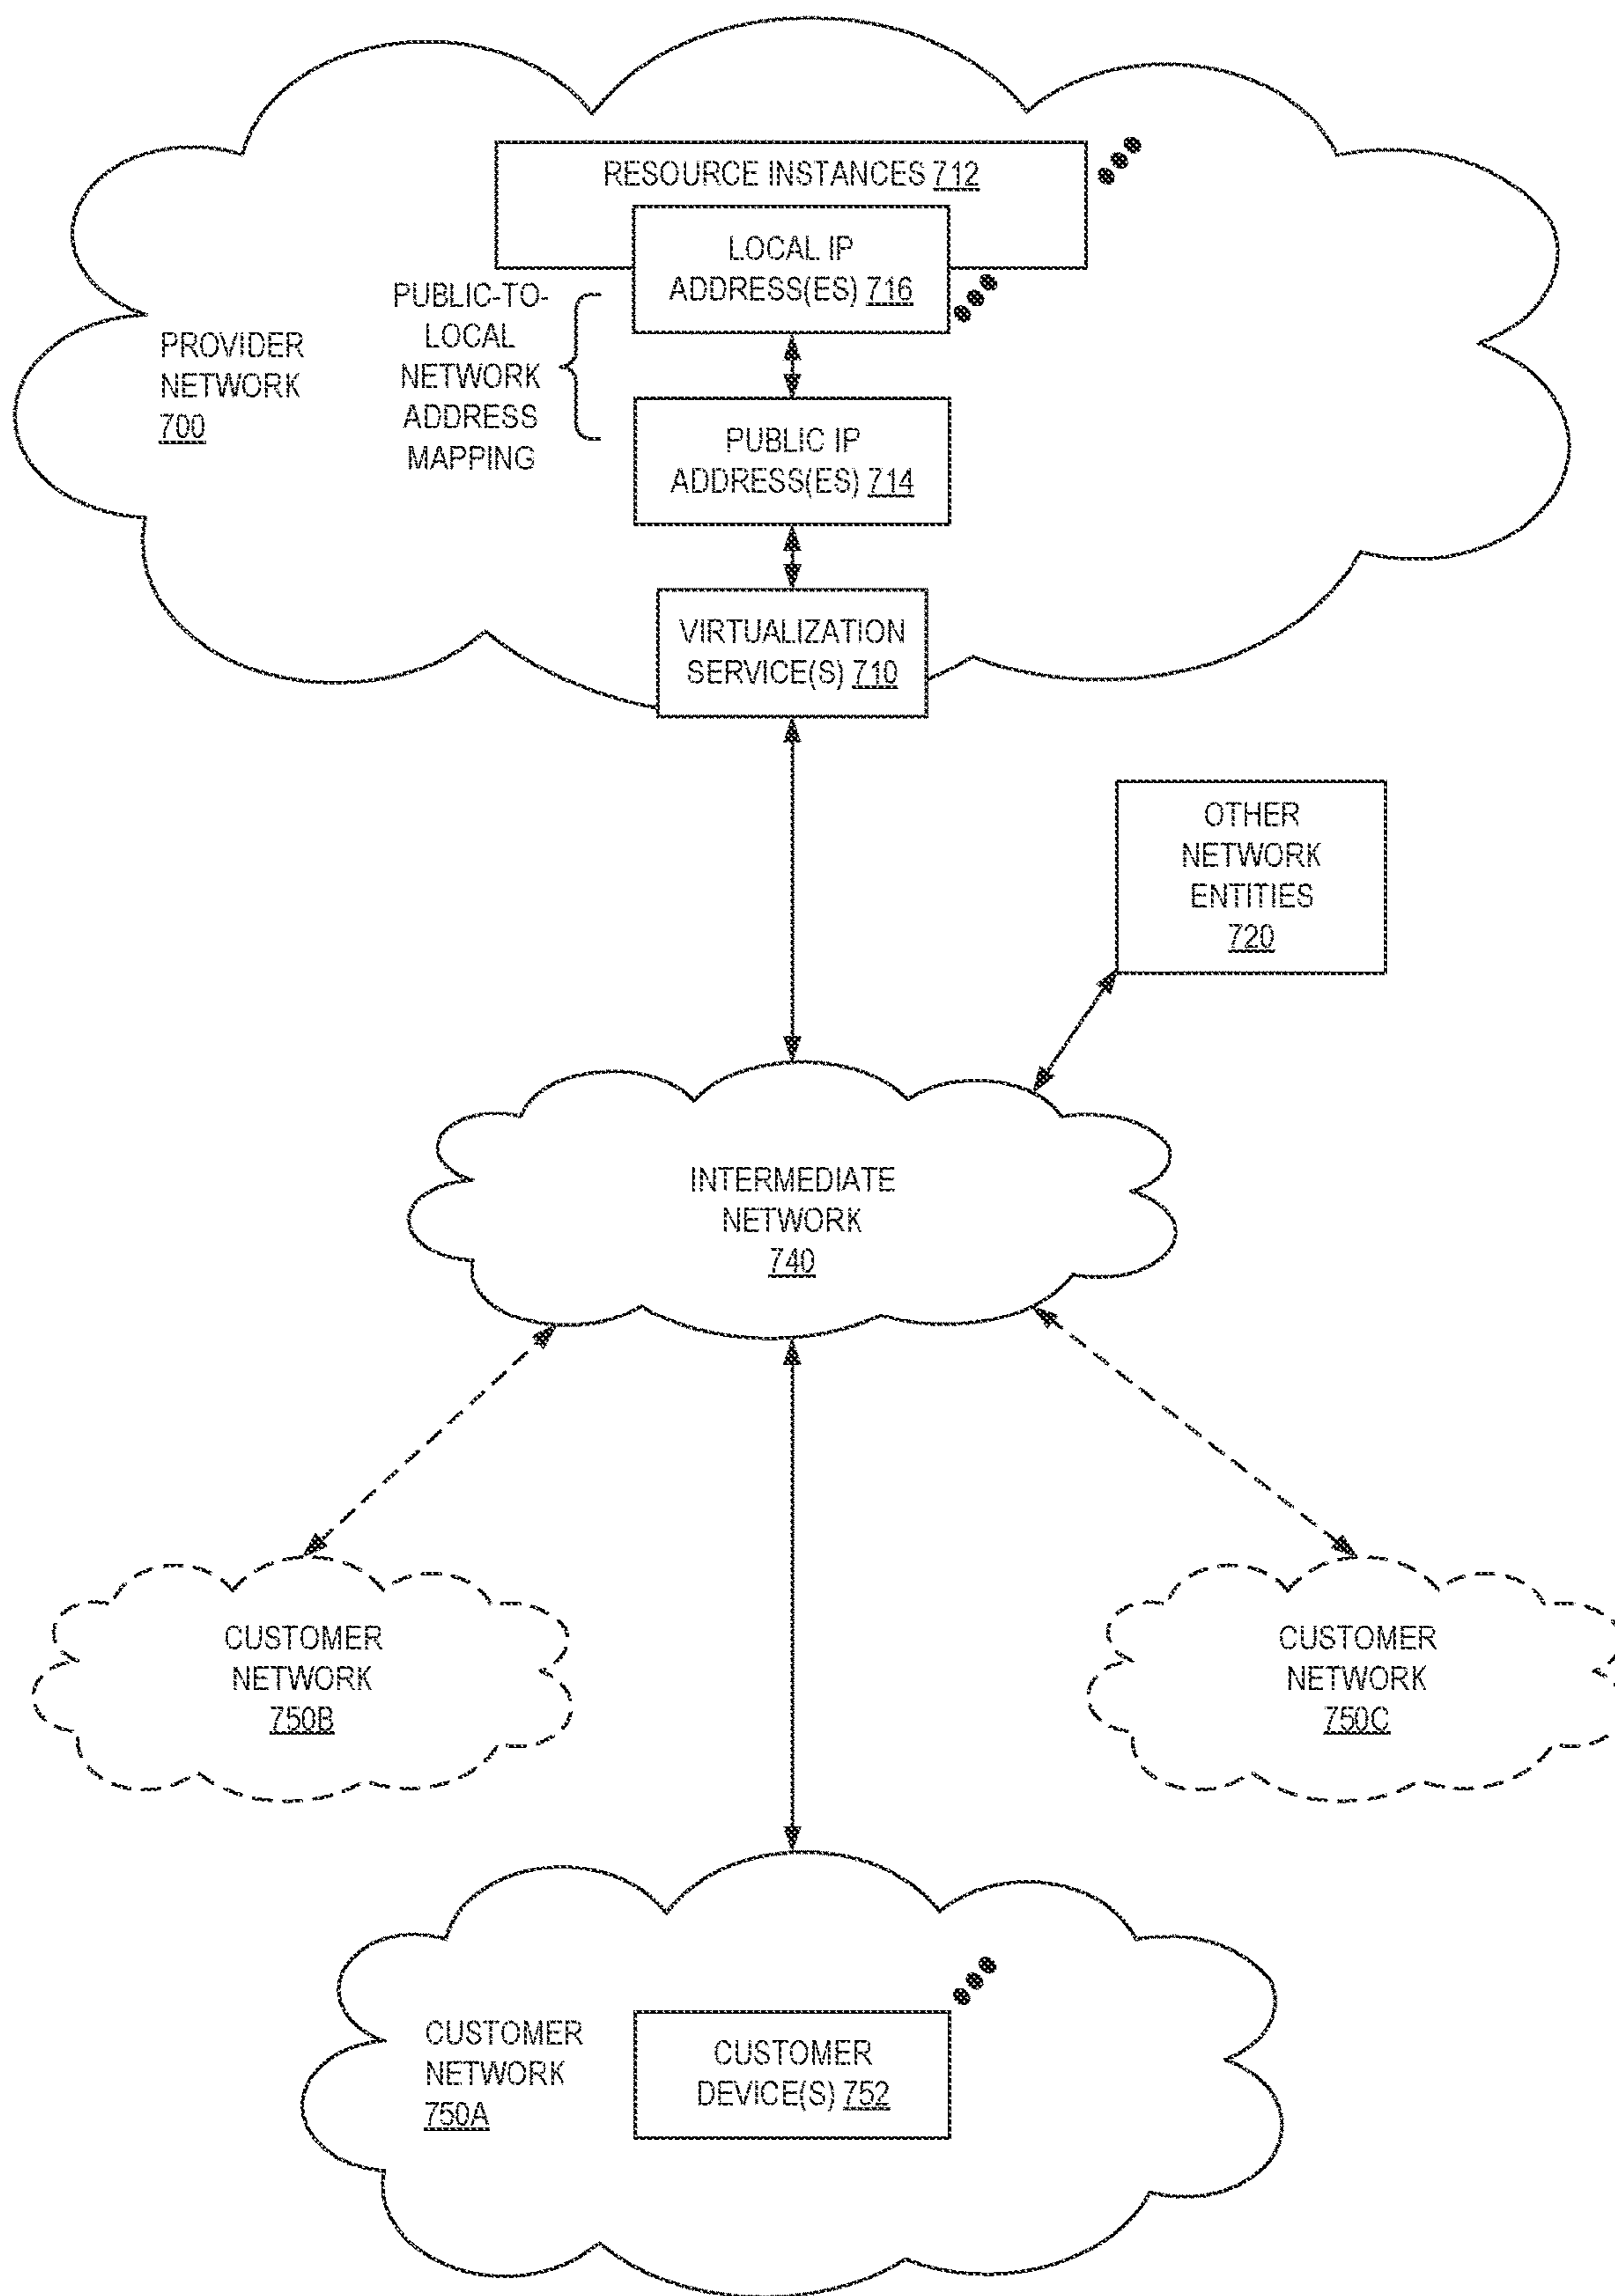 RESOURCE INSTANCES 712
LOCAL IP
ADDRESS(ES) 716
PUBLIC-TO-
LOCAL
NETWORK
ADDRESS
MAPPING
PROVIDER
NETWORK
700
PUBLIC IP
ADDRESS(ES) 714
VIRTUALIZATION
SERVICE(S) 710
OTHER
NETWORK
ENTITIES
720
INTERMEDIATE
NETWORK
740
CUSTOMER
NETWORK
750B
CUSTOMER
NETWORK
750C
CUSTOMER
NETWORK
750A
CUSTOMER
DEVICE(S) 752